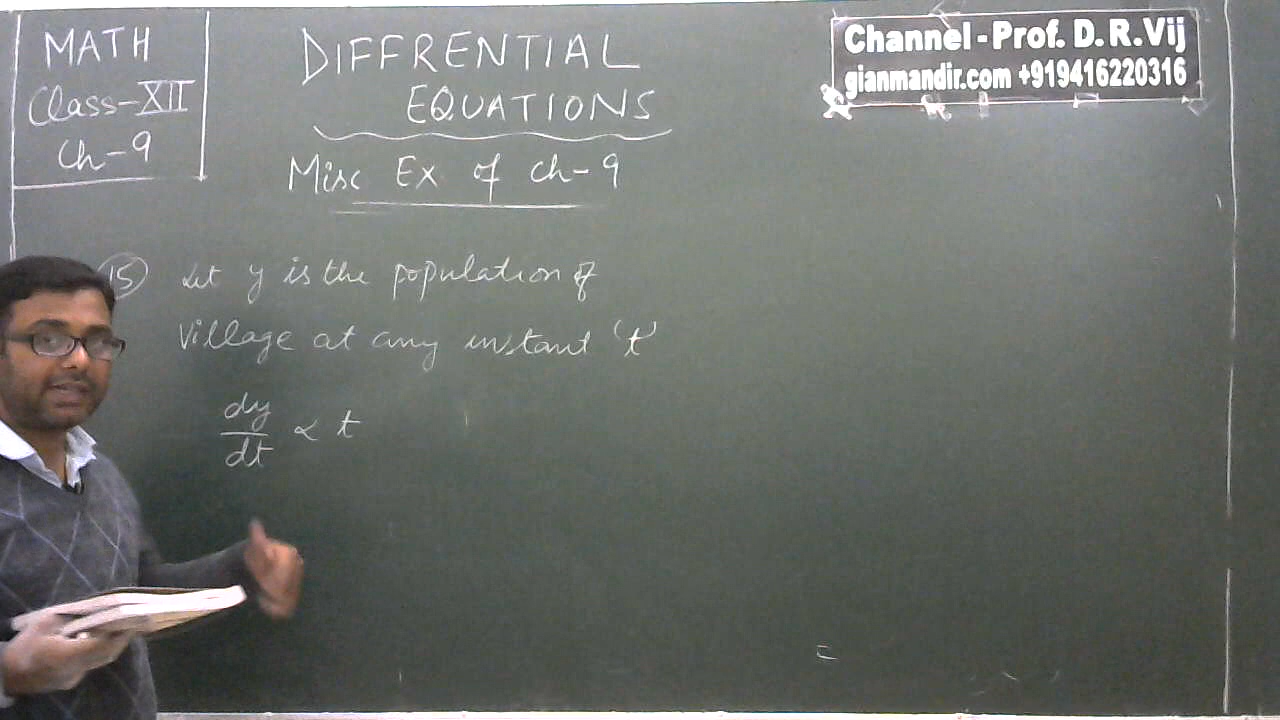 MATH
Class-XII
Ch-9
DIFFRENTIAL
EQUATIONS
Misc Ex of Ch-9
Channel - Prof. D. R. Vij
gianmandir.com +919416220316
15 Let y is the population of
Village at any instant 't'
dy/dt ∝ t